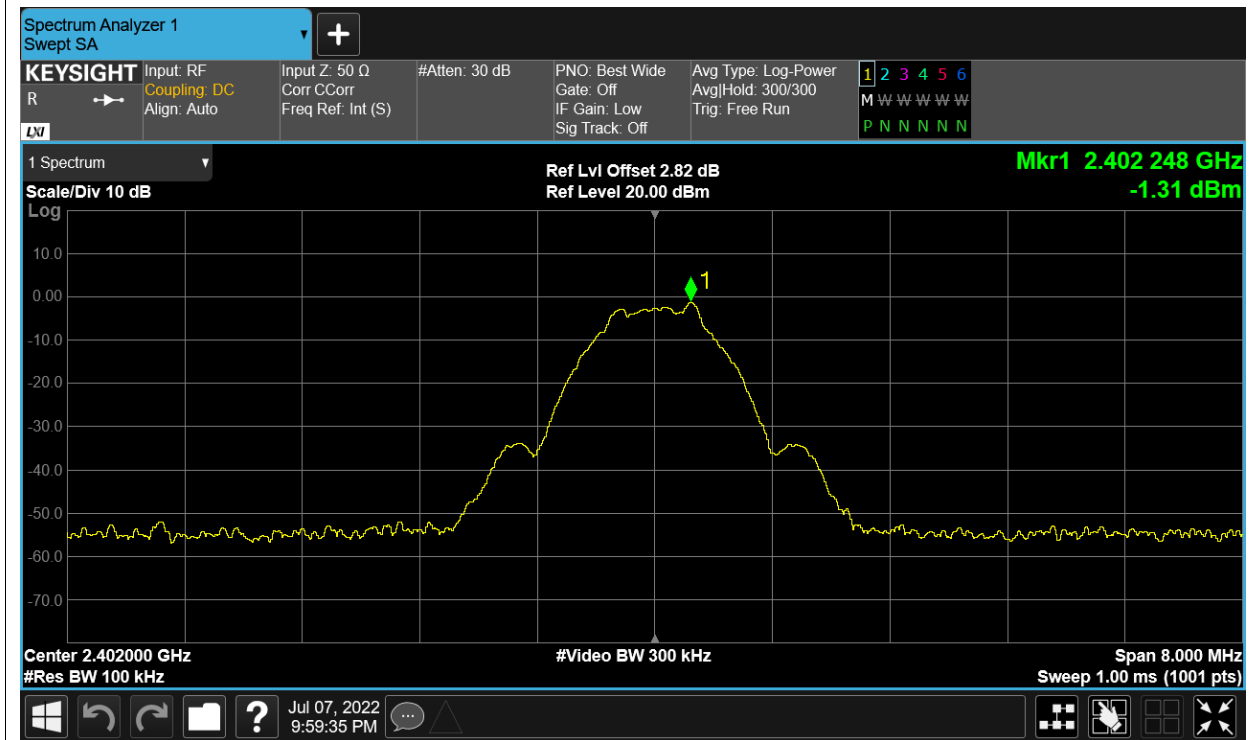 Spectrum Analyzer 1
Swept SA
▼
+
KEYSIGHT
R
LXI
Input: RF
Coupling: DC
Align: Auto
Input Z: 50 Ω
Corr CCorr
Freq Ref: Int (S)
#Atten: 30 dB
PNO: Best Wide
Gate: Off
IF Gain: Low
Sig Track: Off
Avg Type: Log-Power
Avg|Hold: 300/300
Trig: Free Run
1 2 3 4 5 6
M W W W W W
P N N N N N
1 Spectrum
▼
Scale/Div 10 dB
Log
Ref Lvl Offset 2.82 dB
Ref Level 20.00 dBm
Mkr1 2.402 248 GHz
-1.31 dBm
10.0
0.00
-10.0
-20.0
-30.0
-40.0
-50.0
-60.0
-70.0
1
Center 2.402000 GHz
#Res BW 100 kHz
#Video BW 300 kHz
Span 8.000 MHz
Sweep 1.00 ms (1001 pts)
?
Jul 07, 2022
9:59:35 PM